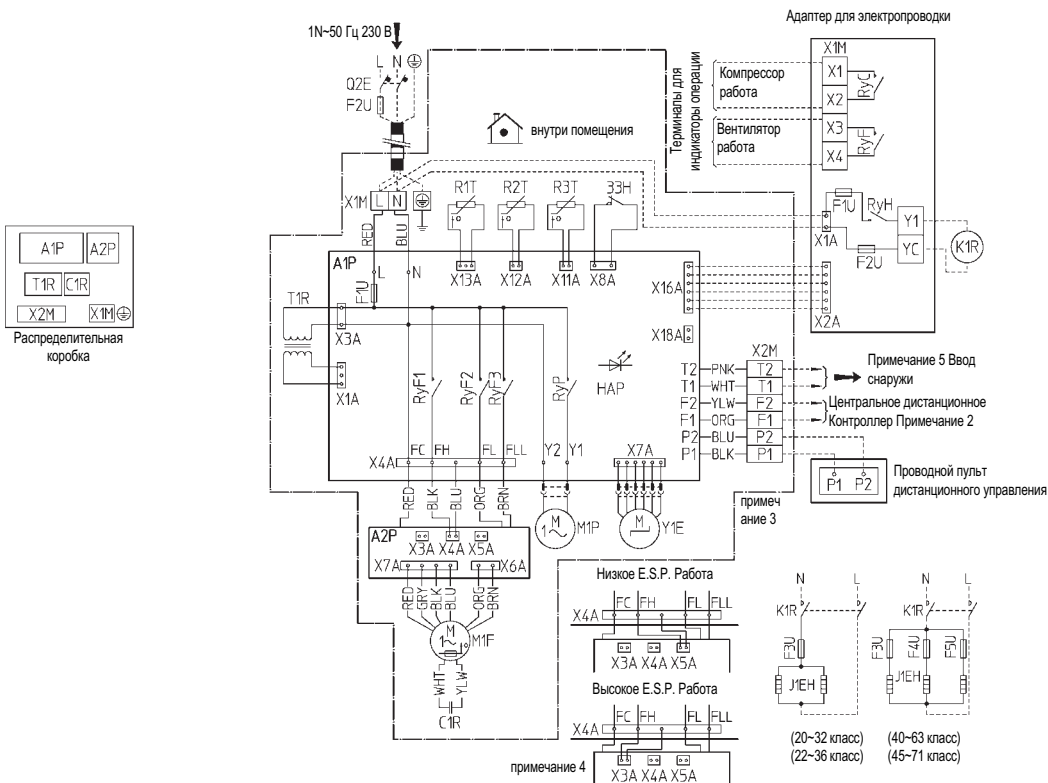 1N~50 Гц 230 В
L N
Q2E
F2U
внутри помещения
Терминалы для
индикаторы операции
Компрессор
работа
Вентилятор
работа
Адаптер для электропроводки
X1M
X1
X2
X3
X4
RyC
RyF
F1U
RyH
X1A
F2U
Y1
YC
K1R
X2A
A1P A2P
T1R C1R
X2M X1M
Распределительная
коробка
X1M L N
RED
BLU
R1T R2T R3T 33H
A1P
L N
F1U
X13A X12A X11A X8A
X16A
X18A
T1R
X3A
X1A
RyF1
RyF2
RyF3
RyP
HAP
X2M
T2 PNK T2
T1 WHT T1
F2 YLW F2
F1 ORG F1
P2 BLU P2
P1 BLK P1
Примечание 5 Ввод
снаружи
Центральное дистанционное
Контроллер Примечание 2
P1 P2
Проводной пульт
дистанционного управления
примеч
ание 3
X4A FC FH FL FLL Y2 Y1 X7A
RED
BLK
BLU
ORG
BRN
M
1~
M1P
M
Y1E
A2P
X3A X4A X5A
X7A X6A
RED
GRY
BLK
BLU
ORG
BRN
M
1~
M1F
WHT
YLW
C1R
Низкое E.S.P. Работа
FC FH FL FLL
X4A
X3A X4A X5A
Высокое E.S.P. Работа
FC FH FL FLL
X4A
X3A X4A X5A
примечание 4
N L
K1R
F3U
J1EH
(20~32 класс)
(22~36 класс)
N L
K1R
F3U
F4U
F5U
J1EH
(40~63 класс)
(45~71 класс)